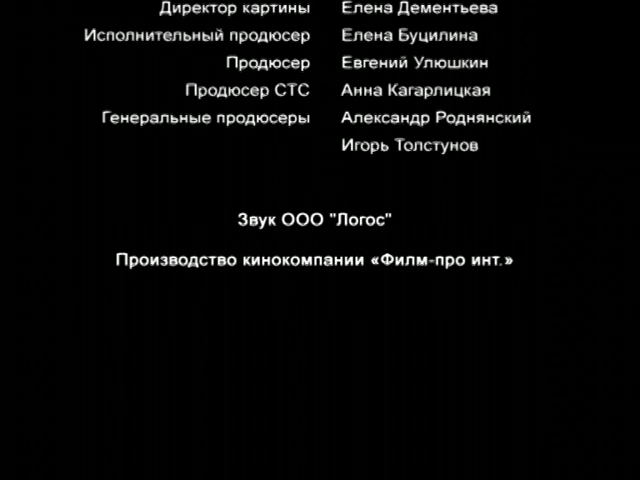 Директор картины Елена Дементьева
Исполнительный продюсер Елена Буцилина
Продюсер Евгений Улюшкин
Продюсер СТС Анна Кагарлицкая
Генеральные продюсеры Александр Роднянский
Игорь Толстунов
Звук ООО "Логос"
Производство кинокомпании «Филм-про инт.»